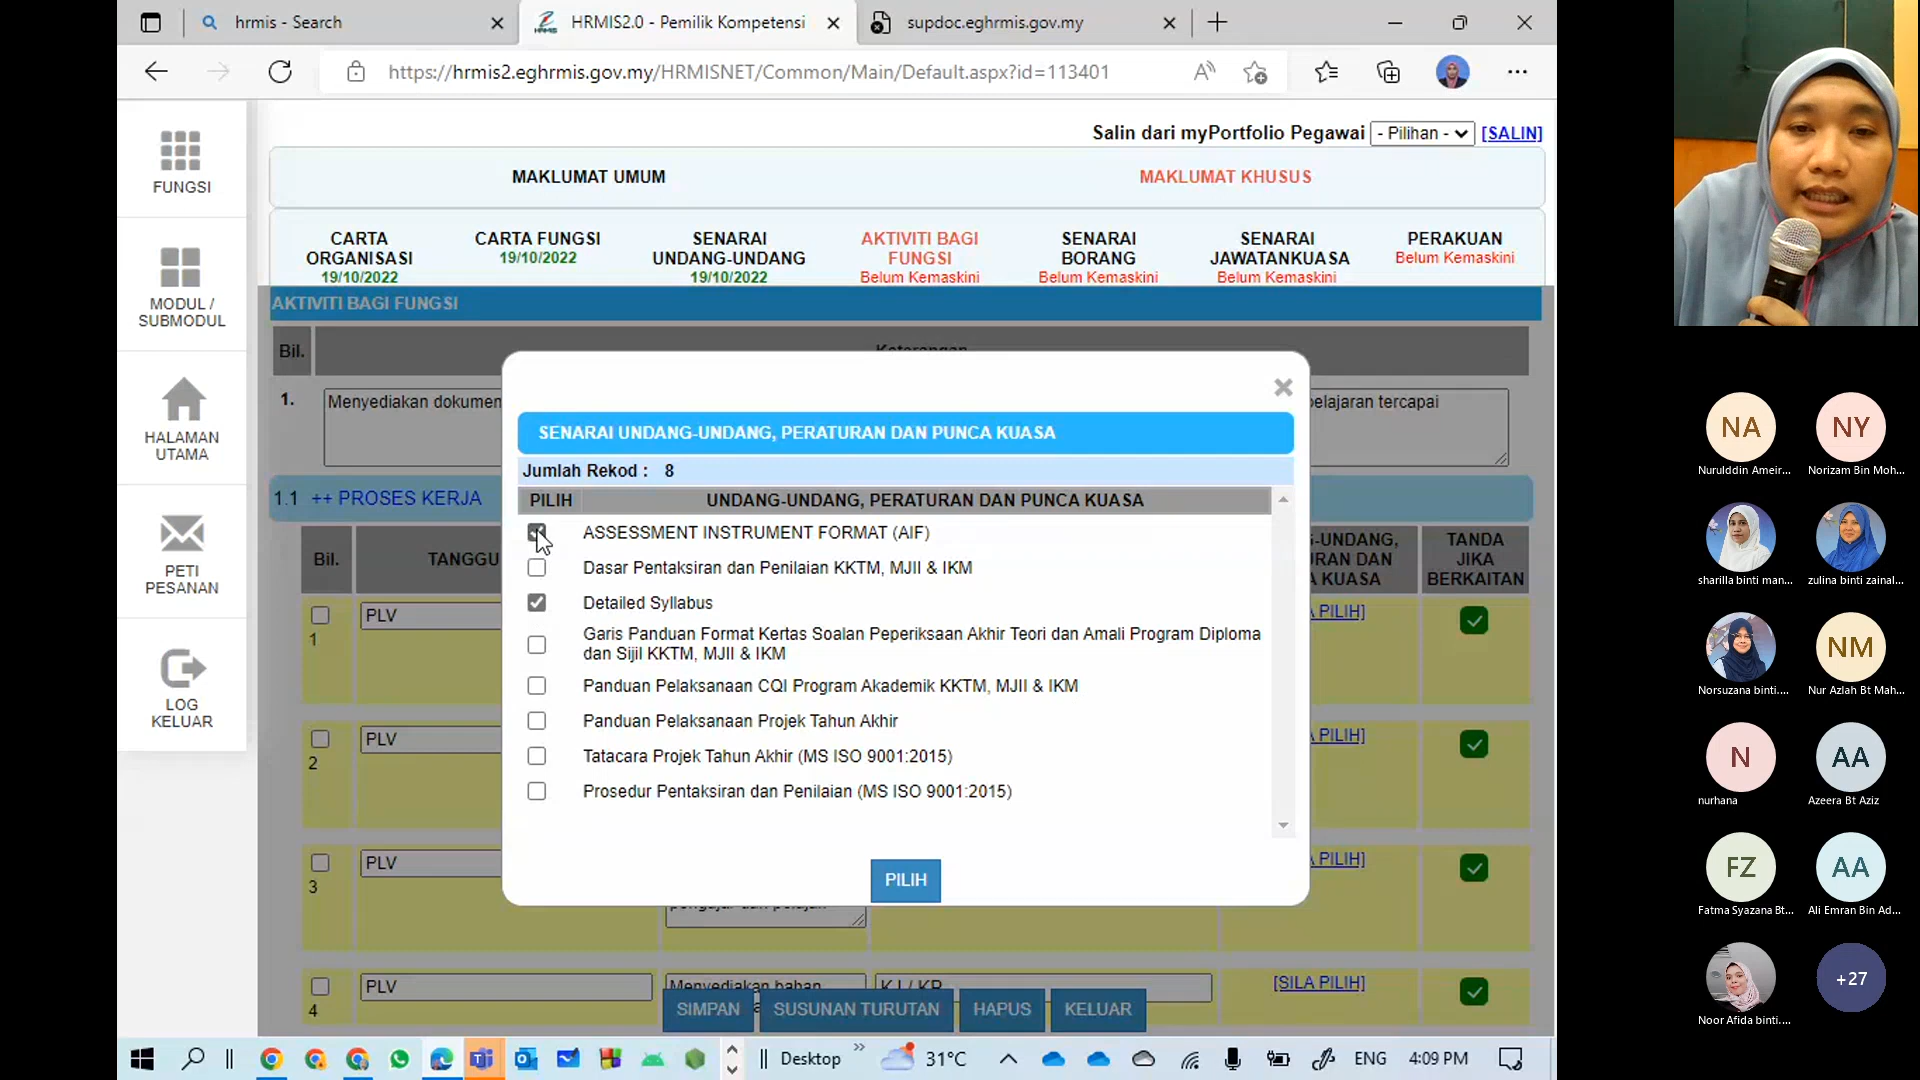 hrmis - Search
HRMIS2.0 - Pemilik Kompetensi
supdoc.eghrmis.gov.my
https://hrmis2.eghrmis.gov.my/HRMISNET/Common/Main/Default.aspx?id=113401
FUNGSI
MODUL /
SUBMODUL
HALAMAN
UTAMA
PETI
PESANAN
LOG
KELUAR
Salin dari myPortfolio Pegawai - Pilihan - [SALIN]
MAKLUMAT UMUM MAKLUMAT KHUSUS
CARTA
ORGANISASI
19/10/2022
CARTA FUNGSI
19/10/2022
SENARAI
UNDANG-UNDANG
19/10/2022
AKTIVITI BAGI
FUNGSI
Belum Kemaskini
SENARAI
BORANG
Belum Kemaskini
SENARAI
JAWATANKUASA
Belum Kemaskini
PERAKUAN
Belum Kemaskini
AKTIVITI BAGI FUNGSI
Bil. Keterangan
1. Menyediakan dokumen
pelajaran tercapai
1.1 ++ PROSES KERJA
Bil.
TANGGU
TANDA
JIKA
BERKAITAN
SENARAI UNDANG-UNDANG, PERATURAN DAN PUNCA KUASA
Jumlah Rekod : 8
PILIH UNDANG-UNDANG, PERATURAN DAN PUNCA KUASA
ASSESSMENT INSTRUMENT FORMAT (AIF)
Dasar Pentaksiran dan Penilaian KKTM, MJII & IKM
Detailed Syllabus
Garis Panduan Format Kertas Soalan Peperiksaan Akhir Teori dan Amali Program Diploma
dan Sijil KKTM, MJII & IKM
Panduan Pelaksanaan CQI Program Akademik KKTM, MJII & IKM
Panduan Pelaksanaan Projek Tahun Akhir
Tatacara Projek Tahun Akhir (MS ISO 9001:2015)
Prosedur Pentaksiran dan Penilaian (MS ISO 9001:2015)
PILIH
1 PLV PILIH]
2 PLV PILIH]
3 PLV PILIH]
4 PLV Menyediakan bahan KJ / KP [SILA PILIH]
SIMPAN SUSUNAN TURUTAN HAPUS KELUAR
Desktop 31°C ENG 4:09 PM
NA
Nurulddin Ameir...
NY
Norizam Bin Moh...
sharilla binti man...
zulina binti zainal...
Norsuzana binti....
NM
Nur Azlah Bt Mah...
N
nurhana
AA
Azeera Bt Aziz
FZ
Fatma Syazana Bt...
AA
Ali Emran Bin Ad...
Noor Afida binti....
+27